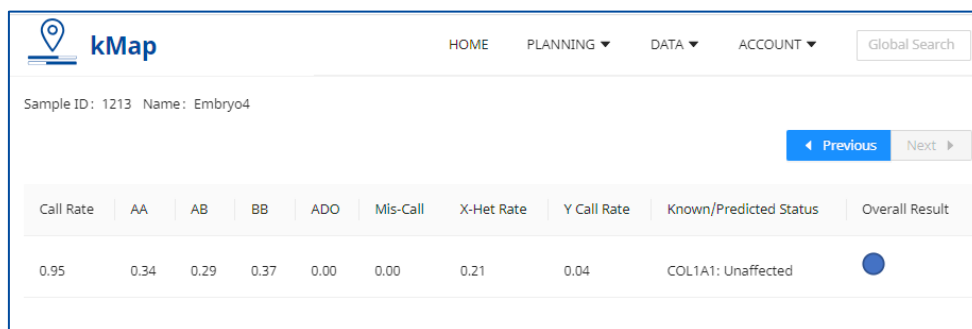 kMap
HOME PLANNING DATA ACCOUNT Global Search
Sample ID: 1213 Name: Embryo4
Previous Next
Call Rate AA AB BB ADO Mis-Call X-Het Rate Y Call Rate Known/Predicted Status Overall Result
0.95 0.34 0.29 0.37 0.00 0.00 0.21 0.04 COL1A1: Unaffected